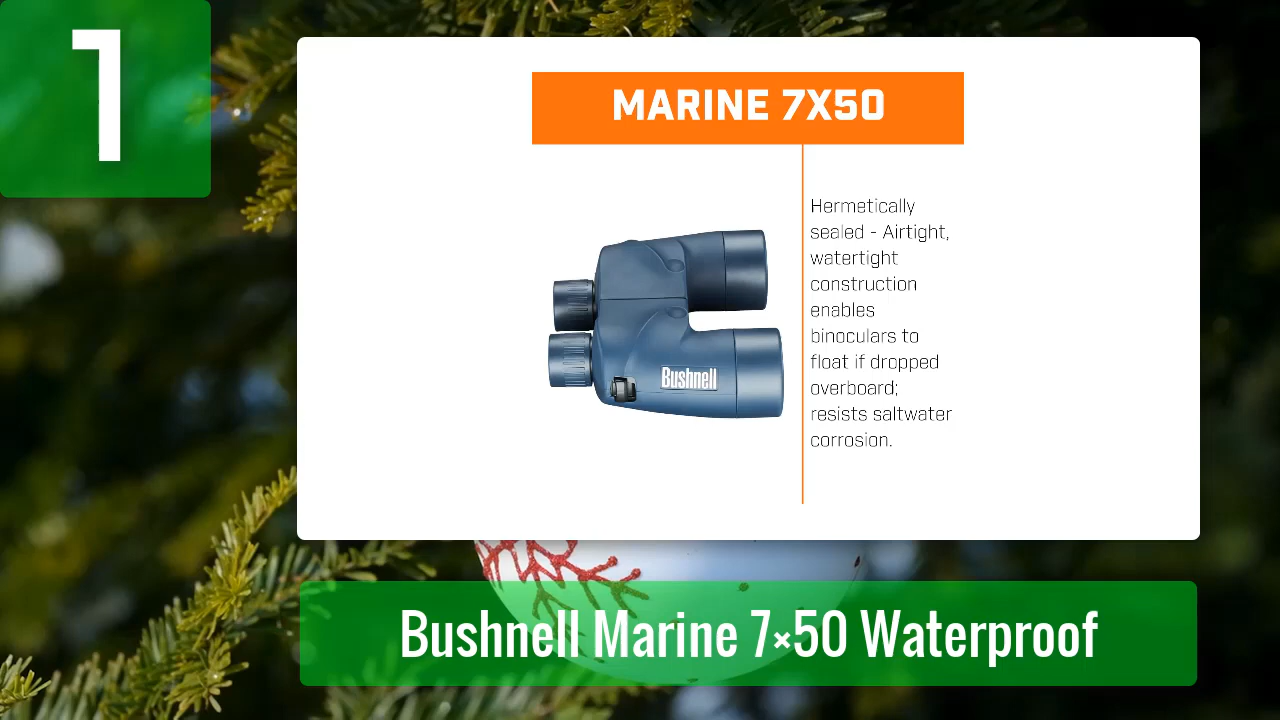 1
MARINE 7X50
Hermetically
sealed - Airtight,
watertight
construction
enables
binoculars to
float if dropped
overboard;
resists saltwater
corrosion.
Bushnell
Bushnell Marine 7×50 Waterproof